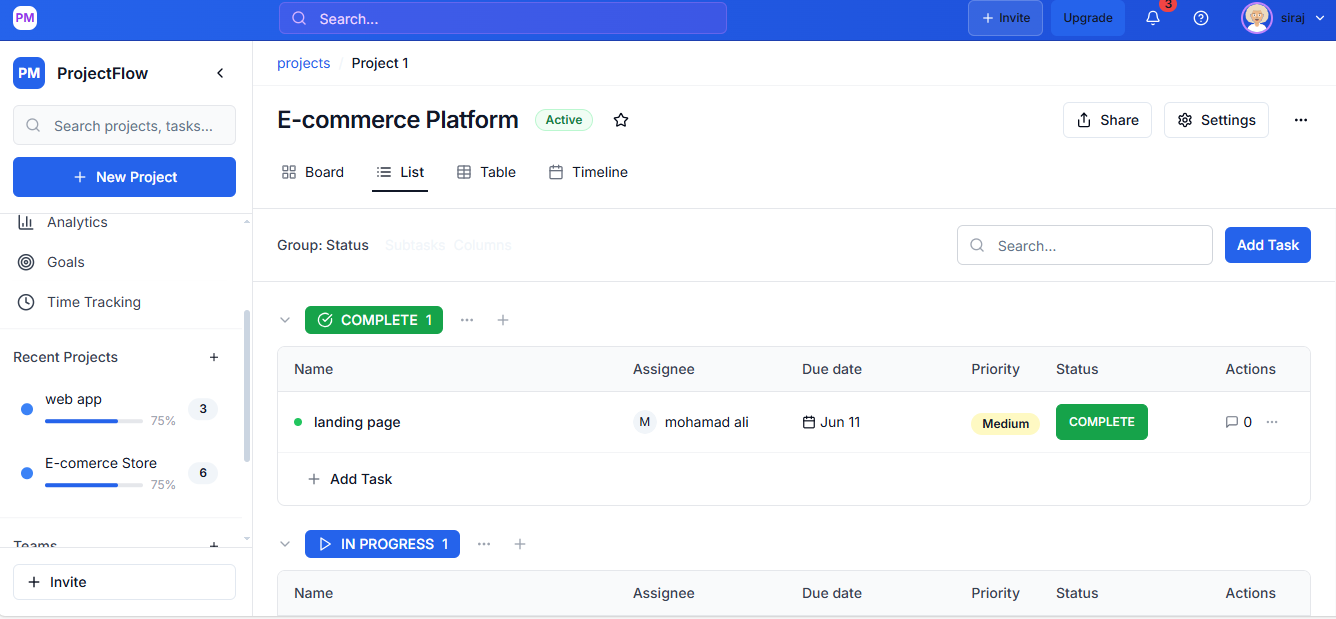 PM
Search...
+ Invite
Upgrade
3
siraj
PM ProjectFlow
Search projects, tasks...
+ New Project
Analytics
Goals
Time Tracking
Recent Projects +
web app
75%
3
E-comerce Store
75%
6
Teams +
+ Invite
projects / Project 1
E-commerce Platform Active
Share
Settings
Board List Table Timeline
Group: Status Subtasks Columns
Search...
Add Task
COMPLETE 1
Name Assignee Due date Priority Status Actions
landing page M mohamad ali Jun 11 Medium COMPLETE 0
+ Add Task
IN PROGRESS 1
Name Assignee Due date Priority Status Actions